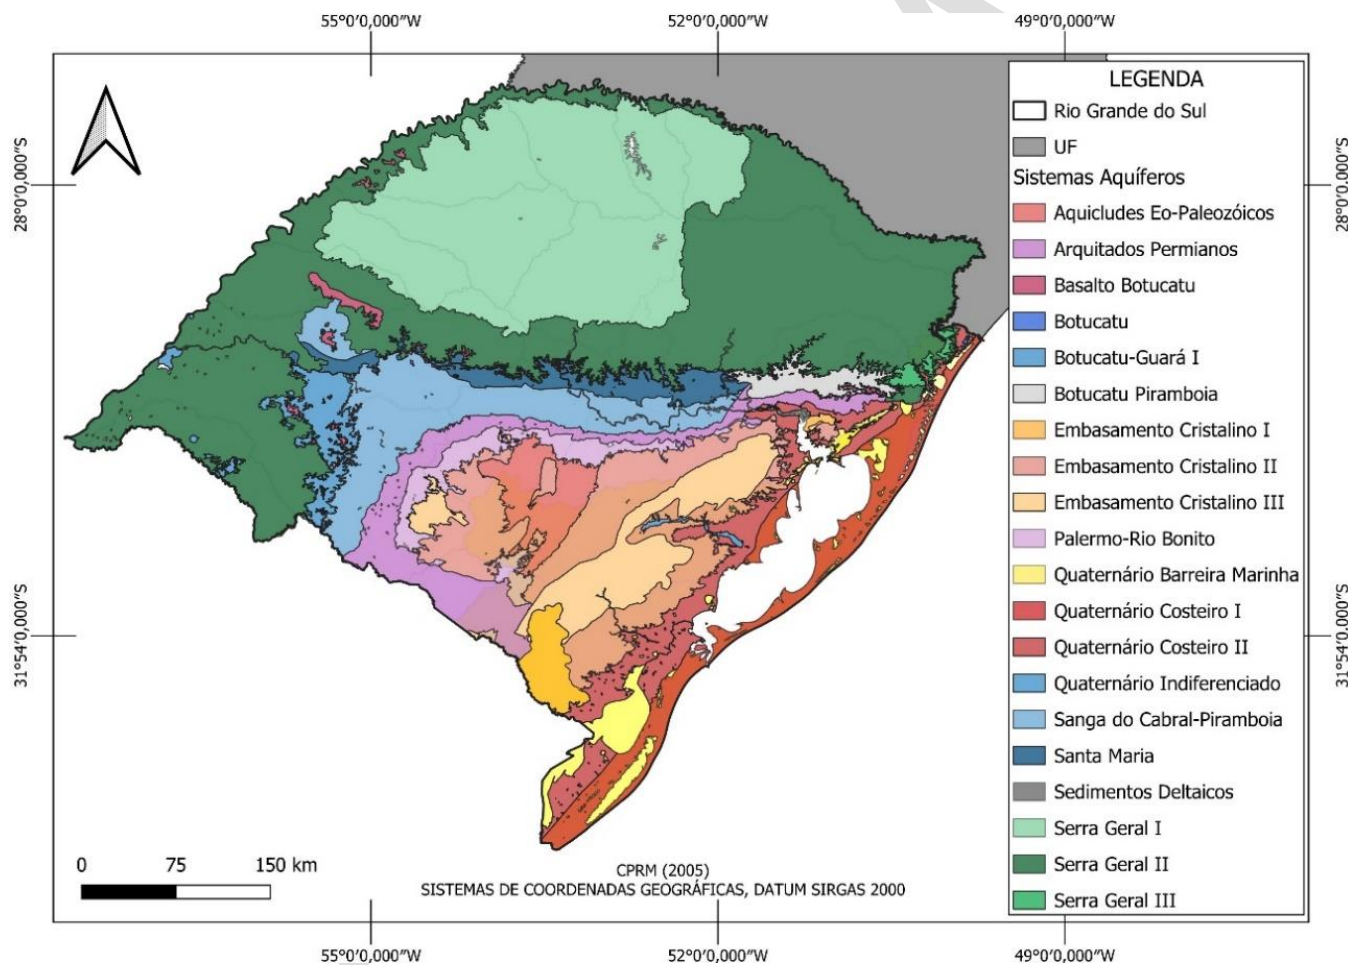 55°0'0,000"W
52°0'0,000"W
49°0'0,000"W
28°0'0,000"S
28°0'0,000"S
31°54'0,000"S
31°54'0,000"S
LEGENDA
Rio Grande do Sul
UF
Sistemas Aquíferos
Aquicludes Eo-Paleozóicos
Arquitados Permianos
Basalto Botucatu
Botucatu
Botucatu-Guará I
Botucatu Piramboia
Embasamento Cristalino I
Embasamento Cristalino II
Embasamento Cristalino III
Palermo-Rio Bonito
Quaternário Barreira Marinha
Quaternário Costeiro I
Quaternário Costeiro II
Quaternário Indiferenciado
Sanga do Cabral-Piramboia
Santa Maria
Sedimentos Deltaicos
Serra Geral I
Serra Geral II
Serra Geral III
0 75 150 km
CPRM (2005)
SISTEMAS DE COORDENADAS GEOGRÁFICAS, DATUM SIRGAS 2000
55°0'0,000"W
52°0'0,000"W
49°0'0,000"W